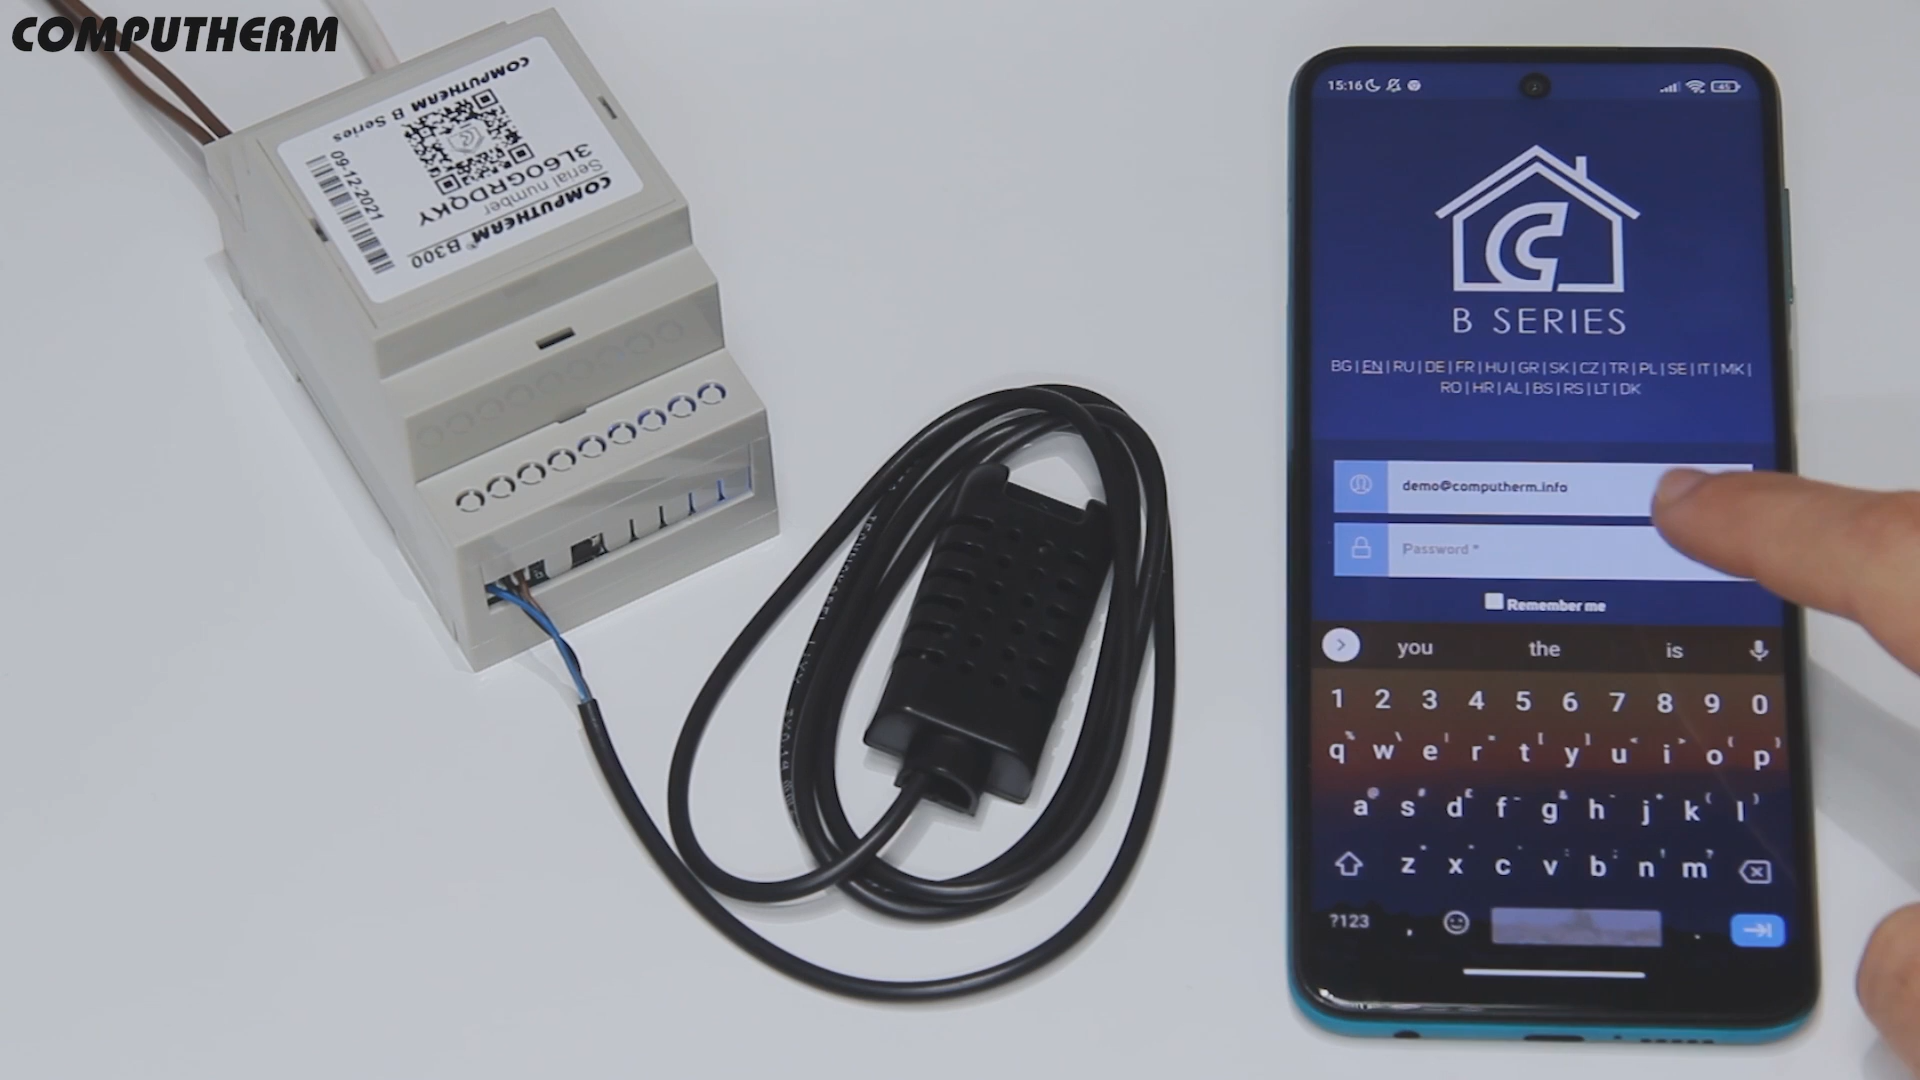 COMPUTHERM
COMPUTHERM® B300
Serial number
3L6OGRDQKY
COMPUTHERM
COMPUTHERM B Series
09-12-2021
15:16
45
B SERIES
BG | EN | RU | DE | FR | HU | GR | SK | CZ | TR | PL | SE | IT | MK |
RO | HR | AL | BS | RS | LT | DK
demo@computherm.info
Password *
Remember me
you the is
1 2 3 4 5 6 7 8 9 0
q w e r t y u i o p
a s d f g h j k l
z x c v b n m
?123 , .